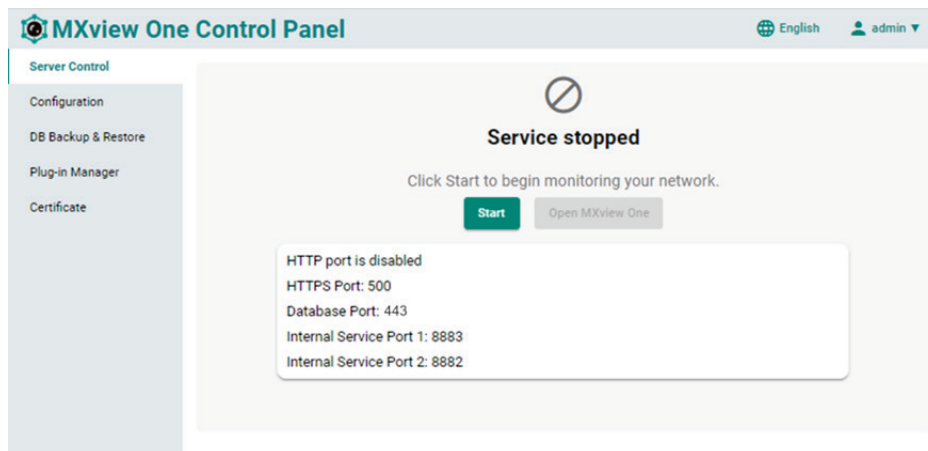 MXview One Control Panel
English
admin
Server Control
Configuration
DB Backup & Restore
Plug-in Manager
Certificate
Service stopped
Click Start to begin monitoring your network.
Start
Open MXview One
HTTP port is disabled
HTTPS Port: 500
Database Port: 443
Internal Service Port 1: 8883
Internal Service Port 2: 8882